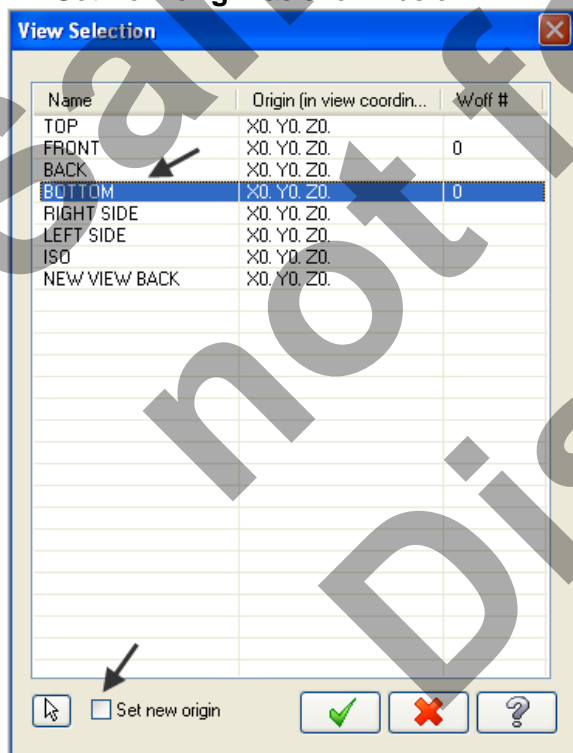 View Selection
Name Origin (in view coordin... Woff #
TOP X0. Y0. Z0.
FRONT X0. Y0. Z0. 0
BACK X0. Y0. Z0.
BOTTOM X0. Y0. Z0. 0
RIGHT SIDE X0. Y0. Z0.
LEFT SIDE X0. Y0. Z0.
ISO X0. Y0. Z0.
NEW VIEW BACK X0. Y0. Z0.
Set new origin
not f
Dis